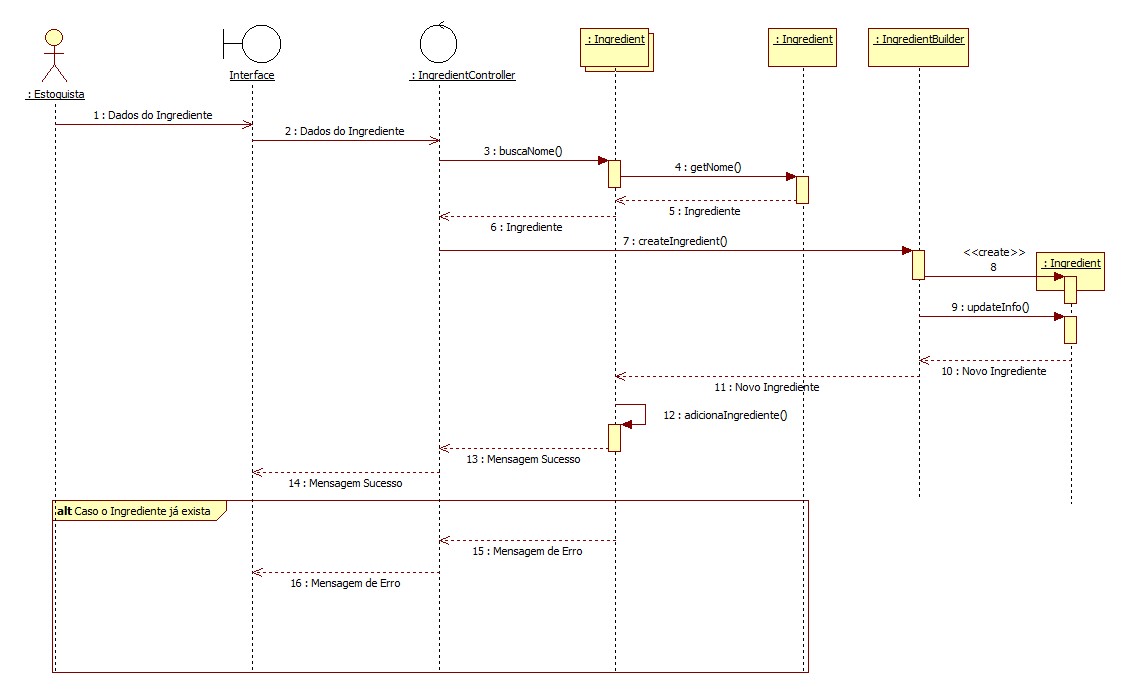 : Ingredient
: Ingredient
: IngredientBuilder
Interface
: IngredientController
: Estoquista
1 : Dados do Ingrediente
2 : Dados do Ingrediente
3 : buscaNome()
4 : getNome()
5 : Ingrediente
6 : Ingrediente
7 : createIngredient()
<<create>>
8
: Ingredient
9 : updateInfo()
10 : Novo Ingrediente
11 : Novo Ingrediente
12 : adicionaIngrediente()
13 : Mensagem Sucesso
14 : Mensagem Sucesso
alt Caso o Ingrediente já exista
15 : Mensagem de Erro
16 : Mensagem de Erro